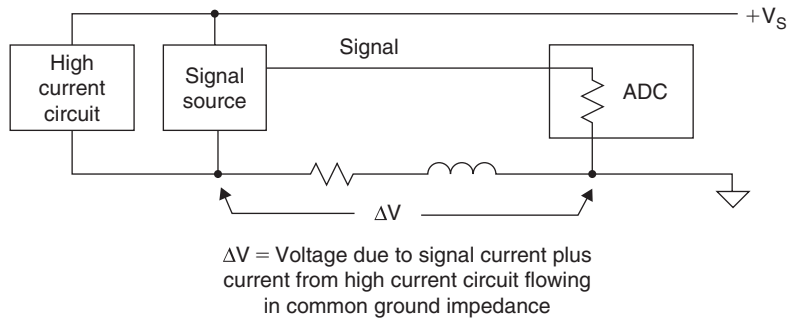 +VS
High
current
circuit
Signal
source
Signal
ADC
ΔV
ΔV = Voltage due to signal current plus
current from high current circuit flowing
in common ground impedance